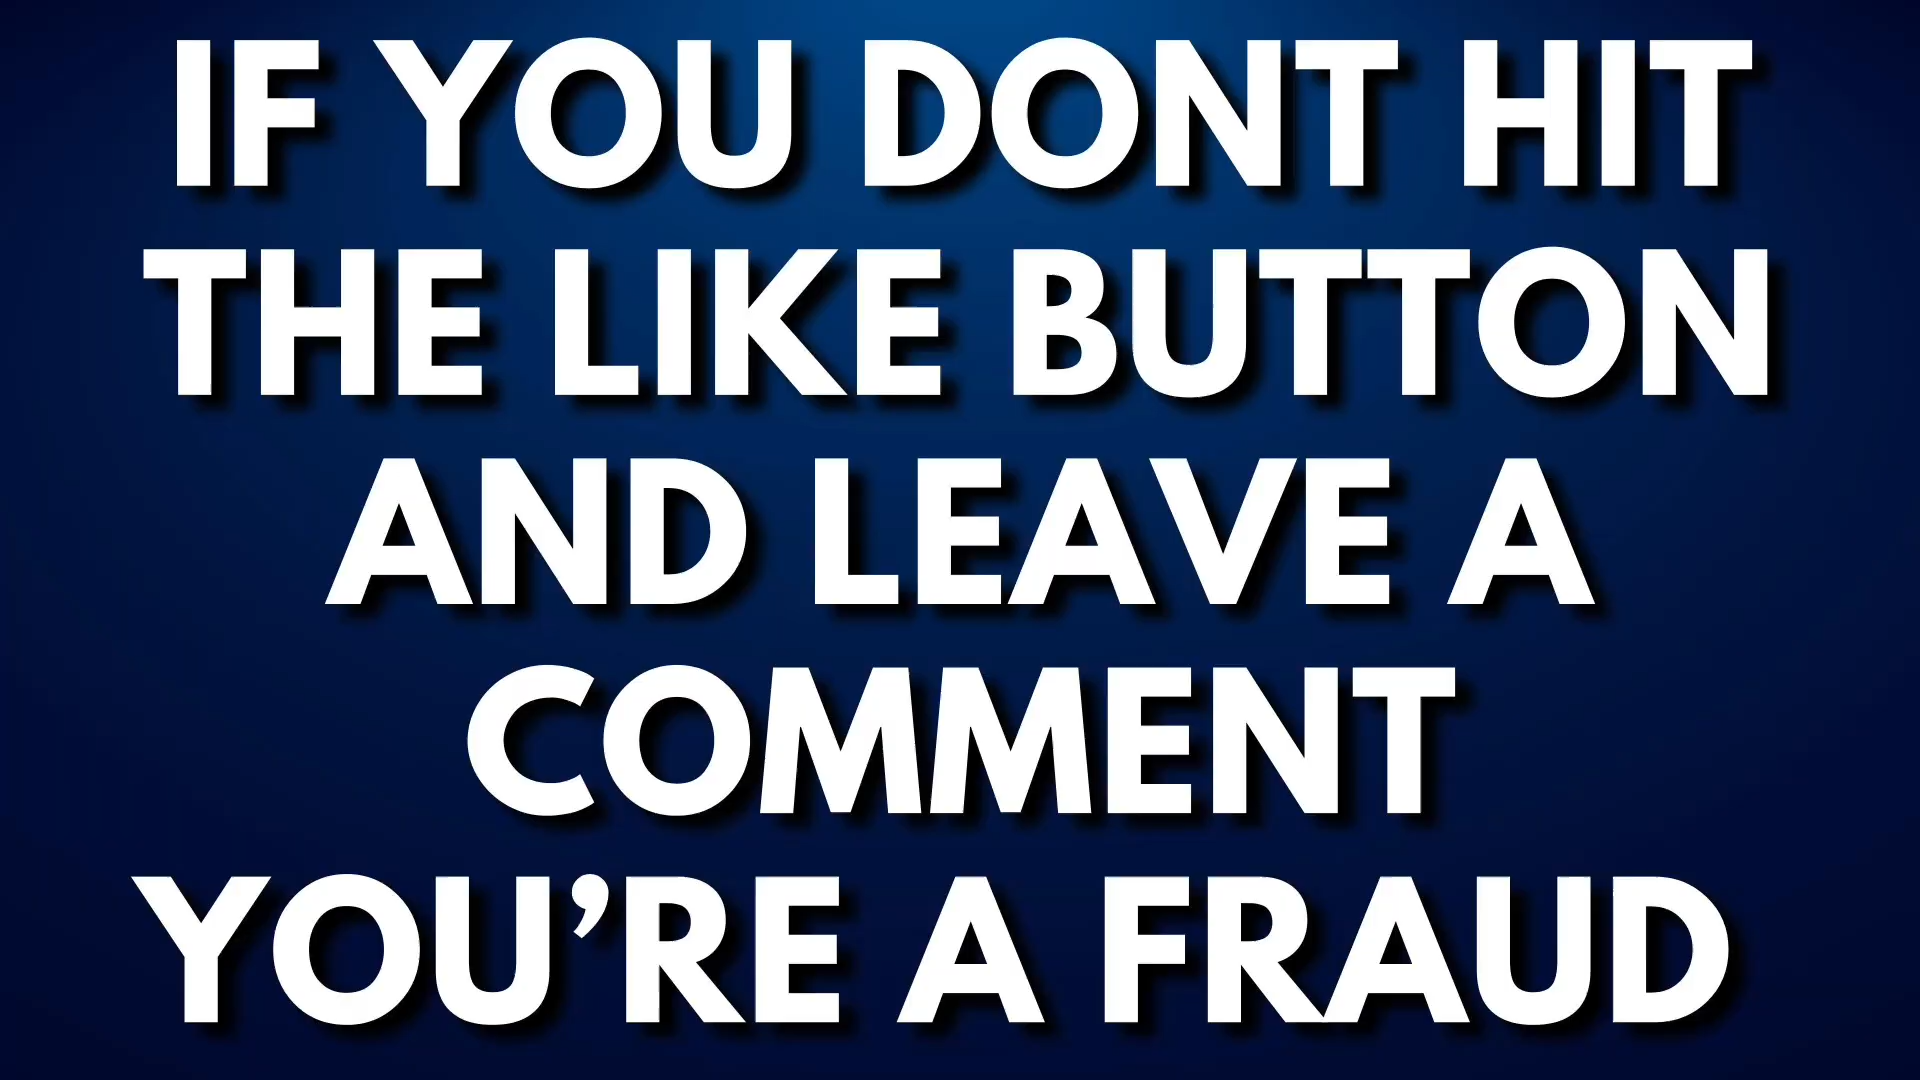 IF YOU DONT HIT
THE LIKE BUTTON
AND LEAVE A
COMMENT
YOU’RE A FRAUD